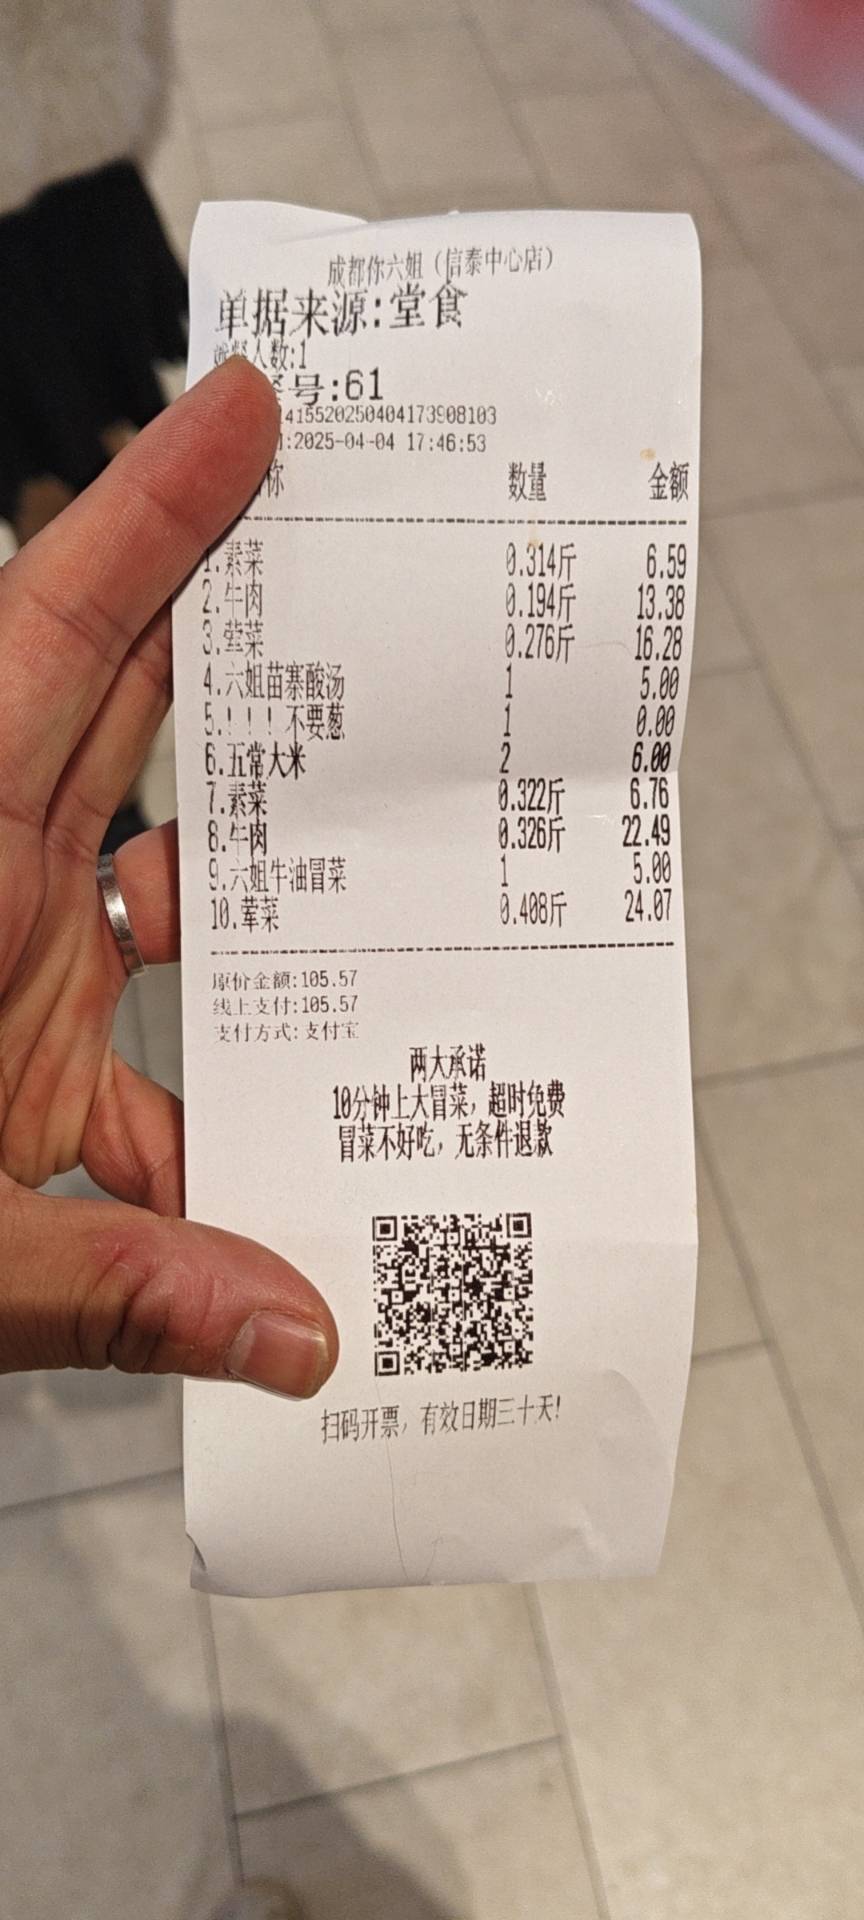 成都你六姐（信泰中心店）
单据来源:堂食
人数:1
号:61
415520250404173908103
:2025-04-04 17:46:53
称 数量 金额
1.素菜 0.314斤 6.59
2.牛肉 0.194斤 13.38
3.荤菜 0.276斤 16.28
4.六姐苗寨酸汤 1 5.00
5.！！！不要葱 1 0.00
6.五常大米 2 6.00
7.素菜 0.322斤 6.76
8.牛肉 0.326斤 22.49
9.六姐牛油冒菜 1 5.00
10.荤菜 0.408斤 24.07
原价金额:105.57
线上支付:105.57
支付方式:支付宝
两大承诺
10分钟上大冒菜，超时免费
冒菜不好吃，无条件退款
扫码开票，有效日期三十天!